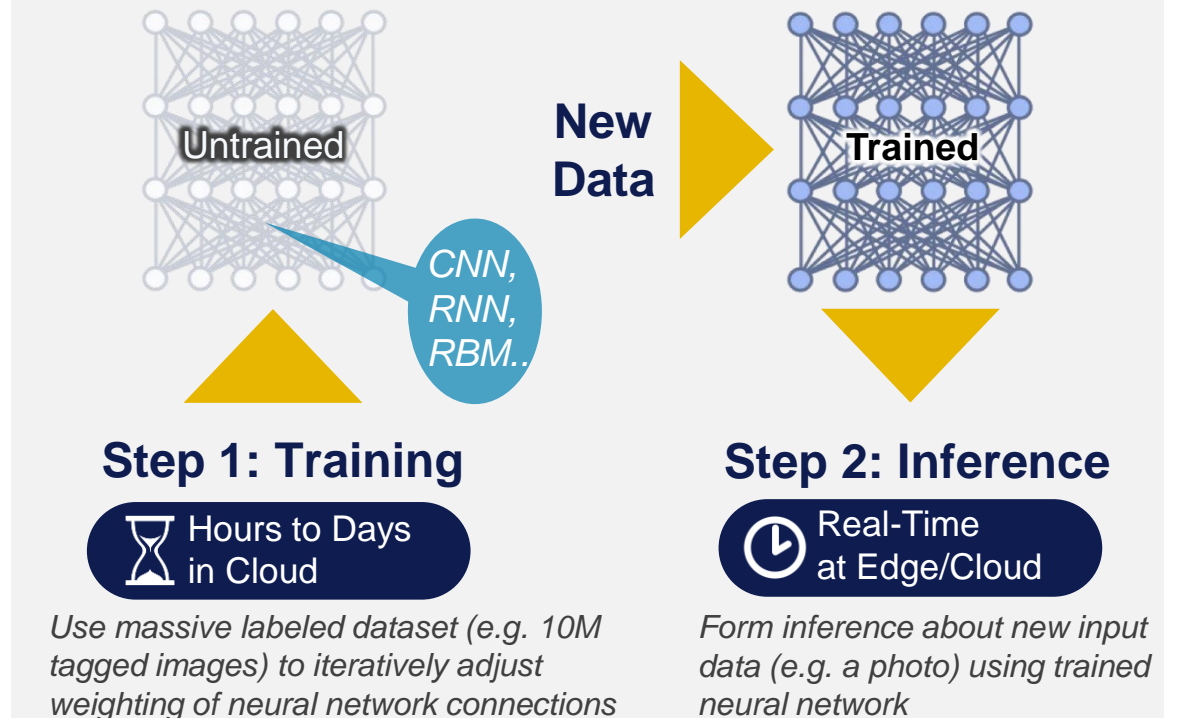 Untrained
CNN,
RNN,
RBM..
New
Data
Trained
Step 1: Training
Hours to Days
in Cloud
Use massive labeled dataset (e.g. 10M
tagged images) to iteratively adjust
weighting of neural network connections
Step 2: Inference
Real-Time
at Edge/Cloud
Form inference about new input
data (e.g. a photo) using trained
neural network